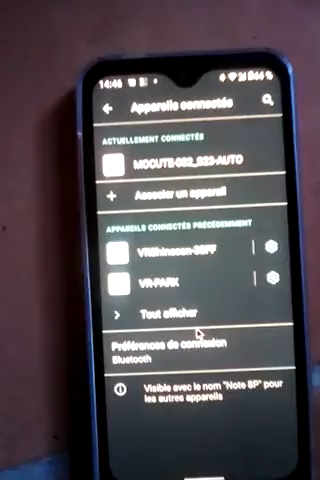 14:46
Appareils connectés
ACTUELLEMENT CONNECTÉS
Associer un appareil
APPAREILS CONNECTÉS PRÉCÉDEMMENT
VR-PARK
Tout afficher
Préférences de connexion
Bluetooth
Visible avec le nom "Note 8P" pour
les autres appareils